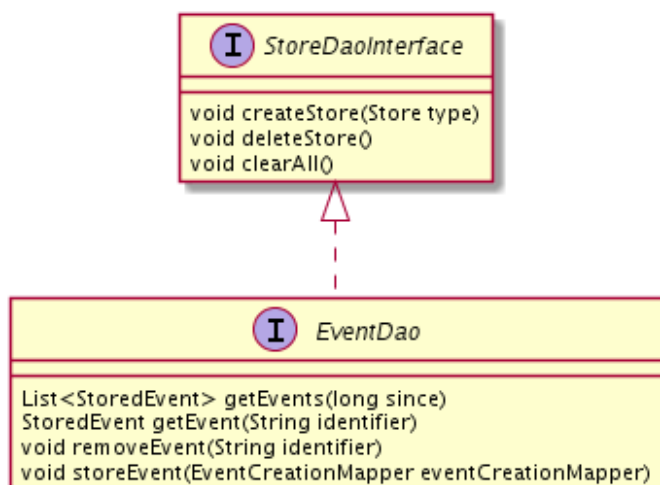 I StoreDaoInterface
void createStore(Store type)
void deleteStore()
void clearAll()
I EventDao
List<StoredEvent> getEvents(long since)
StoredEvent getEvent(String identifier)
void removeEvent(String identifier)
void storeEvent(EventCreationMapper eventCreationMapper)